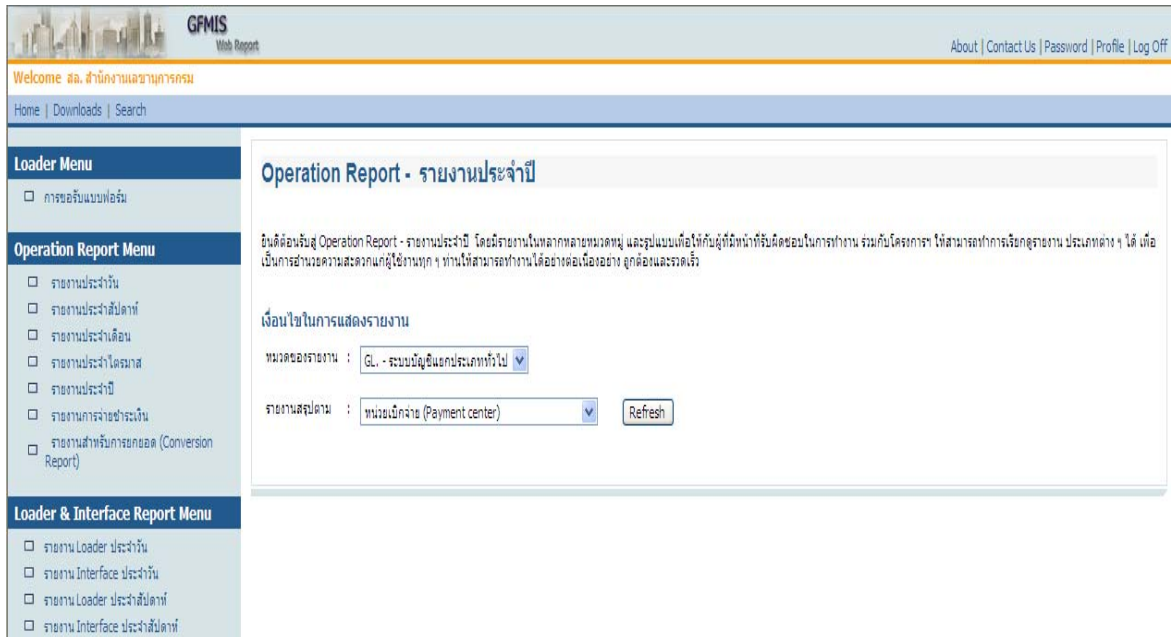 GFMIS
Web Report
About | Contact Us | Password | Profile | Log Off
Welcome สล. สำนักงานเลขานุการกรม
Home | Downloads | Search
Loader Menu
การขอรับแบบฟอร์ม
Operation Report Menu
รายงานประจำวัน
รายงานประจำสัปดาห์
รายงานประจำเดือน
รายงานประจำไตรมาส
รายงานประจำปี
รายงานการจ่ายชำระเงิน
รายงานสำหรับการยกยอด (Conversion
Report)
Loader & Interface Report Menu
รายงาน Loader ประจำวัน
รายงาน Interface ประจำวัน
รายงาน Loader ประจำสัปดาห์
รายงาน Interface ประจำสัปดาห์
Operation Report - รายงานประจำปี
ยินดีต้อนรับสู่ Operation Report - รายงานประจำปี โดยมีรายงานในหลากหลายหมวดหมู่ และรูปแบบเพื่อให้กับผู้ที่มีหน้าที่รับผิดชอบในการทำงาน ร่วมกับโครงการฯ ให้สามารถทำการเรียกดูรายงาน ประเภทต่าง ๆ ได้ เพื่อ
เป็นการอำนวยความสะดวกแก่ผู้ใช้งานทุก ๆ ท่านให้สามารถทำงานได้อย่างต่อเนื่องอย่าง ถูกต้องและรวดเร็ว
เงื่อนไขในการแสดงรายงาน
หมวดของรายงาน : GL. - ระบบบัญชีแยกประเภททั่วไป
รายงานสรุปตาม : หน่วยเบิกจ่าย (Payment center) Refresh